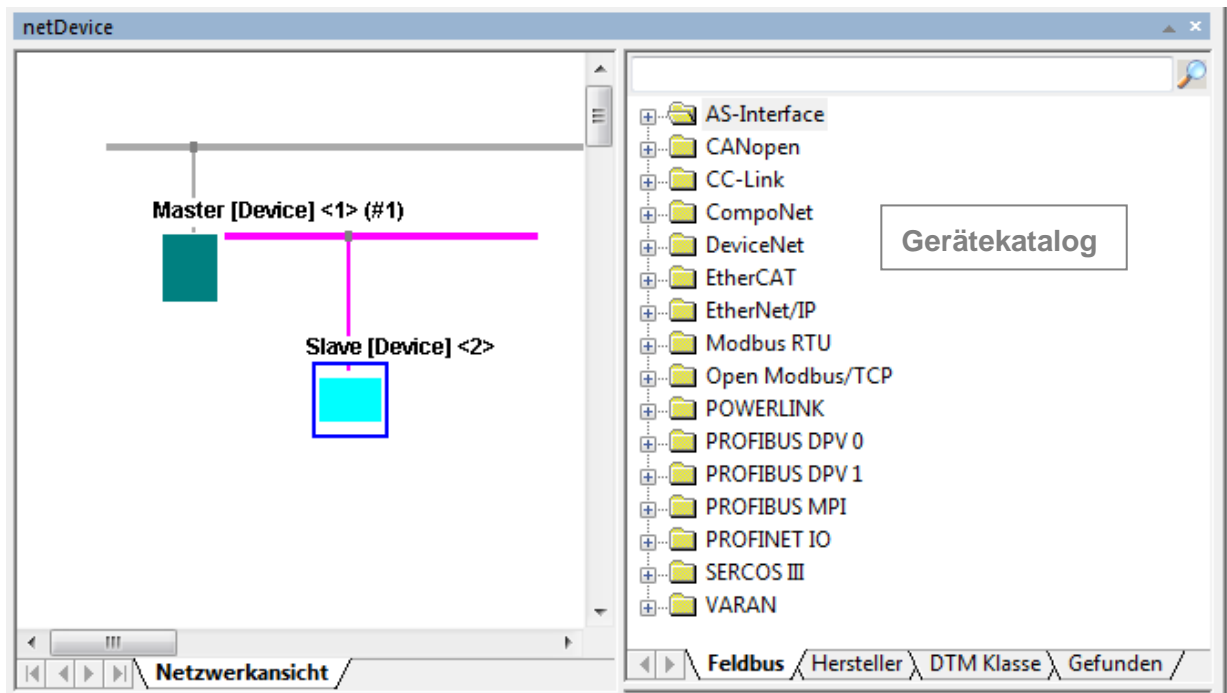 netDevice
Master [Device] <1> (#1)
Slave [Device] <2>
Netzwerkansicht
AS-Interface
CANopen
CC-Link
CompoNet
DeviceNet
EtherCAT
EtherNet/IP
Modbus RTU
Open Modbus/TCP
POWERLINK
PROFIBUS DPV 0
PROFIBUS DPV 1
PROFIBUS MPI
PROFINET IO
SERCOS III
VARAN
Gerätekatalog
Feldbus Hersteller DTM Klasse Gefunden